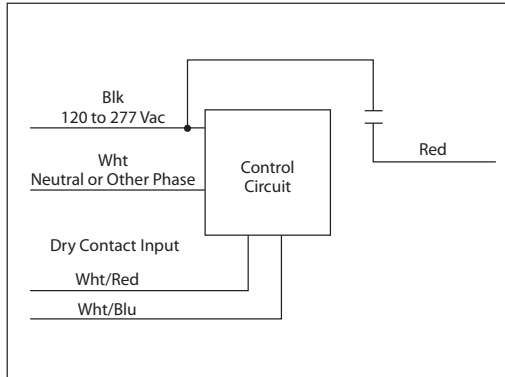 Blk
120 to 277 Vac
Wht
Neutral or Other Phase
Control
Circuit
Red
Dry Contact Input
Wht/Red
Wht/Blu